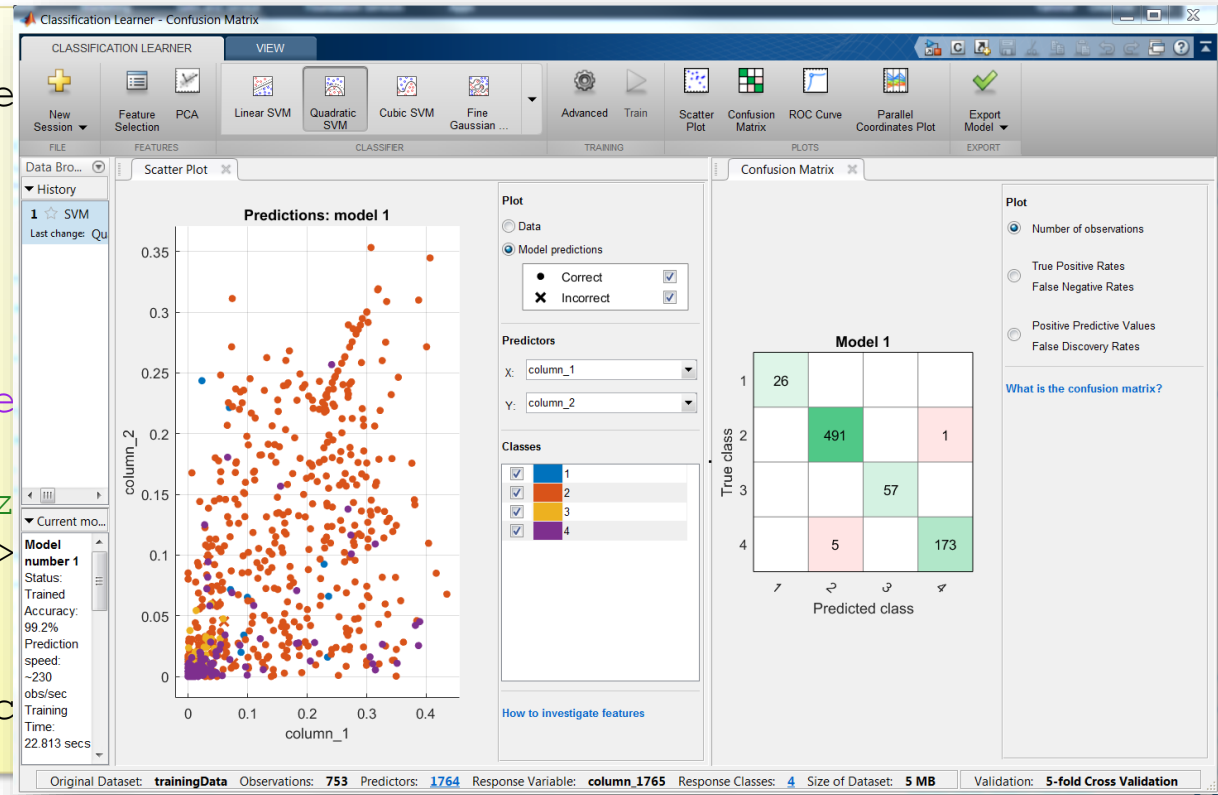 Classification Learner - Confusion Matrix
CLASSIFICATION LEARNER
VIEW
New Session
Feature Selection
PCA
Linear SVM
Quadratic SVM
Cubic SVM
Fine Gaussian ...
Advanced
Train
Scatter Plot
Confusion Matrix
ROC Curve
Parallel Coordinates Plot
Export Model
FILE
FEATURES
CLASSIFIER
TRAINING
PLOTS
EXPORT
Data Bro...
History
1 SVM
Last change: Qu
Current mo...
Model
number 1
Status:
Trained
Accuracy:
99.2%
Prediction
speed:
~230
obs/sec
Training
Time:
22.813 secs
Scatter Plot
Predictions: model 1
column_2
0.35
0.3
0.25
0.2
0.15
0.1
0.05
0
0 0.1 0.2 0.3 0.4
column_1
Plot
Data
Model predictions
Correct
Incorrect
Predictors
X: column_1
Y: column_2
Classes
1
2
3
4
How to investigate features
Confusion Matrix
Model 1
True class
1 26
2 491 1
3 57
4 5 173
1 2 3 4
Predicted class
Plot
Number of observations
True Positive Rates
False Negative Rates
Positive Predictive Values
False Discovery Rates
What is the confusion matrix?
Original Dataset: trainingData Observations: 753 Predictors: 1764 Response Variable: column_1765 Response Classes: 4 Size of Dataset: 5 MB Validation: 5-fold Cross Validation